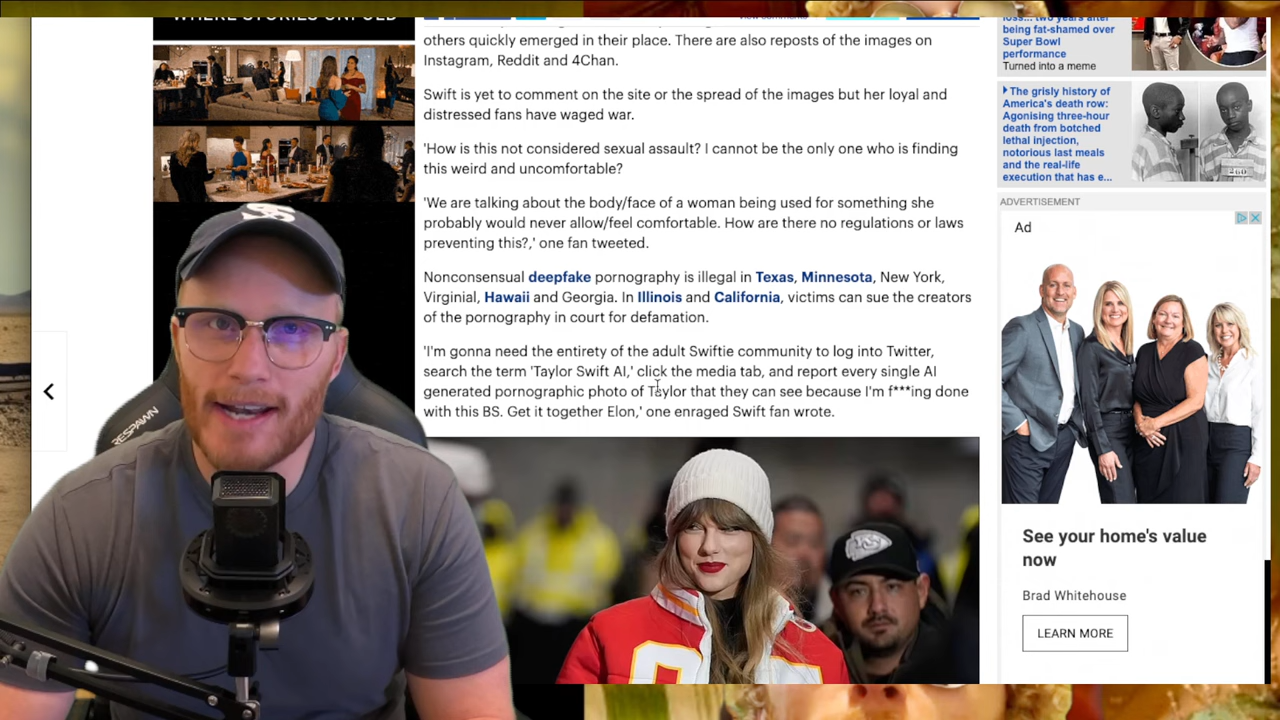 WHERE STORIES UNFOLD
View comments
others quickly emerged in their place. There are also reposts of the images on
Instagram, Reddit and 4Chan.
Swift is yet to comment on the site or the spread of the images but her loyal and
distressed fans have waged war.
'How is this not considered sexual assault? I cannot be the only one who is finding
this weird and uncomfortable?
'We are talking about the body/face of a woman being used for something she
probably would never allow/feel comfortable. How are there no regulations or laws
preventing this?,' one fan tweeted.
Nonconsensual deepfake pornography is illegal in Texas, Minnesota, New York,
Virginial, Hawaii and Georgia. In Illinois and California, victims can sue the creators
of the pornography in court for defamation.
'I'm gonna need the entirety of the adult Swiftie community to log into Twitter,
search the term 'Taylor Swift AI,' click the media tab, and report every single AI
generated pornographic photo of Taylor that they can see because I'm f***ing done
with this BS. Get it together Elon,' one enraged Swift fan wrote.
loss... two years after
being fat-shamed over
Super Bowl
performance
Turned into a meme
The grisly history of
America's death row:
Agonising three-hour
death from botched
lethal injection,
notorious last meals
and the real-life
execution that has e...
ADVERTISEMENT
Ad
See your home's value
now
Brad Whitehouse
LEARN MORE
RESPAWN